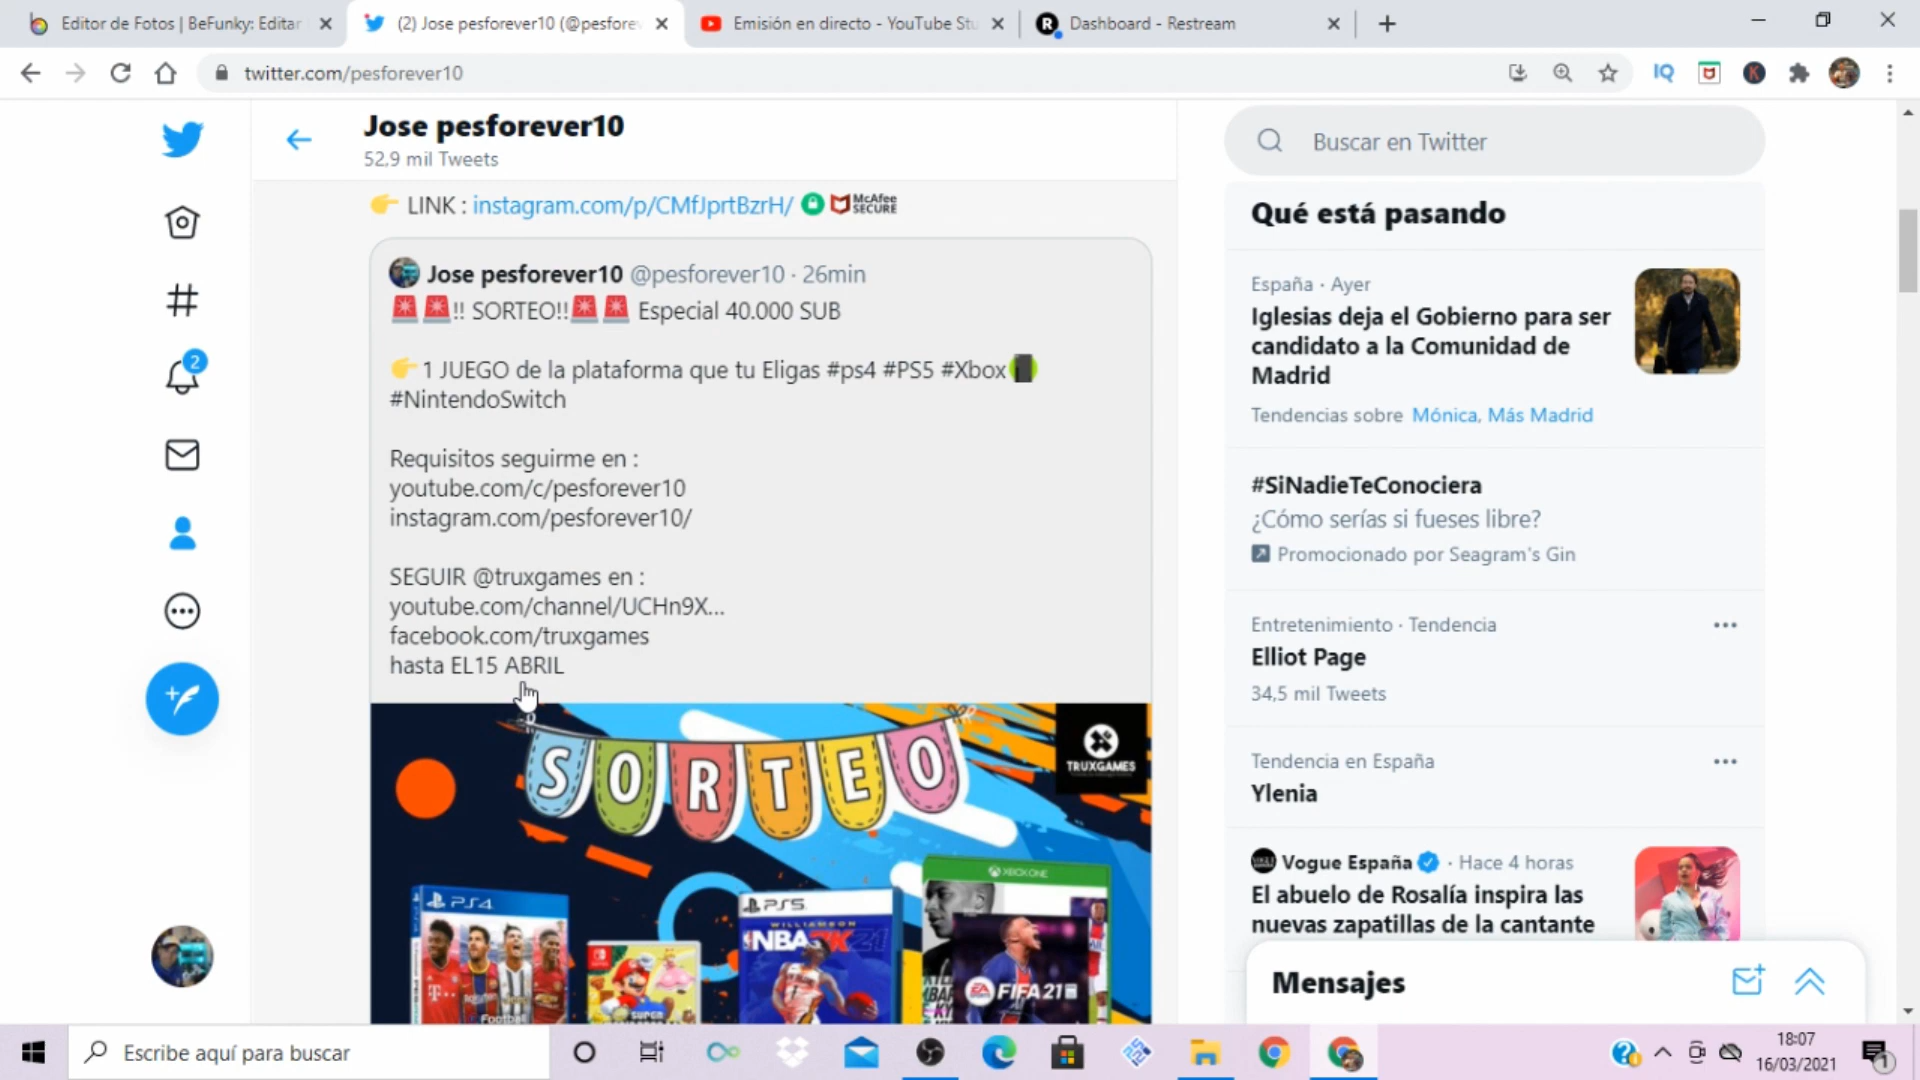 Editor de Fotos | BeFunky: Editar
(2) Jose pesforever10 (@pesforev
Emisión en directo - YouTube Stu
Dashboard - Restream
twitter.com/pesforever10
Jose pesforever10
52,9 mil Tweets
Buscar en Twitter
LINK : instagram.com/p/CMfJprtBzrH/ McAfee SECURE
Jose pesforever10 @pesforever10 · 26min
!! SORTEO!! Especial 40.000 SUB
1 JUEGO de la plataforma que tu Eligas #ps4 #PS5 #Xbox
#NintendoSwitch
Requisitos seguirme en :
youtube.com/c/pesforever10
instagram.com/pesforever10/
SEGUIR @truxgames en :
youtube.com/channel/UCHn9X...
facebook.com/truxgames
hasta EL15 ABRIL
SORTEO
TRUXGAMES
PS4
PS5
WILLIAMSON
NBA 2K21
XBOX ONE
EA SPORTS FIFA 21
Football
SUPER
Qué está pasando
España · Ayer
Iglesias deja el Gobierno para ser
candidato a la Comunidad de
Madrid
Tendencias sobre Mónica, Más Madrid
#SiNadieTeConociera
¿Cómo serías si fueses libre?
Promocionado por Seagram's Gin
Entretenimiento · Tendencia
Elliot Page
34,5 mil Tweets
Tendencia en España
Ylenia
Vogue España · Hace 4 horas
El abuelo de Rosalía inspira las
nuevas zapatillas de la cantante
Mensajes
2
Escribe aquí para buscar
18:07
16/03/2021
1